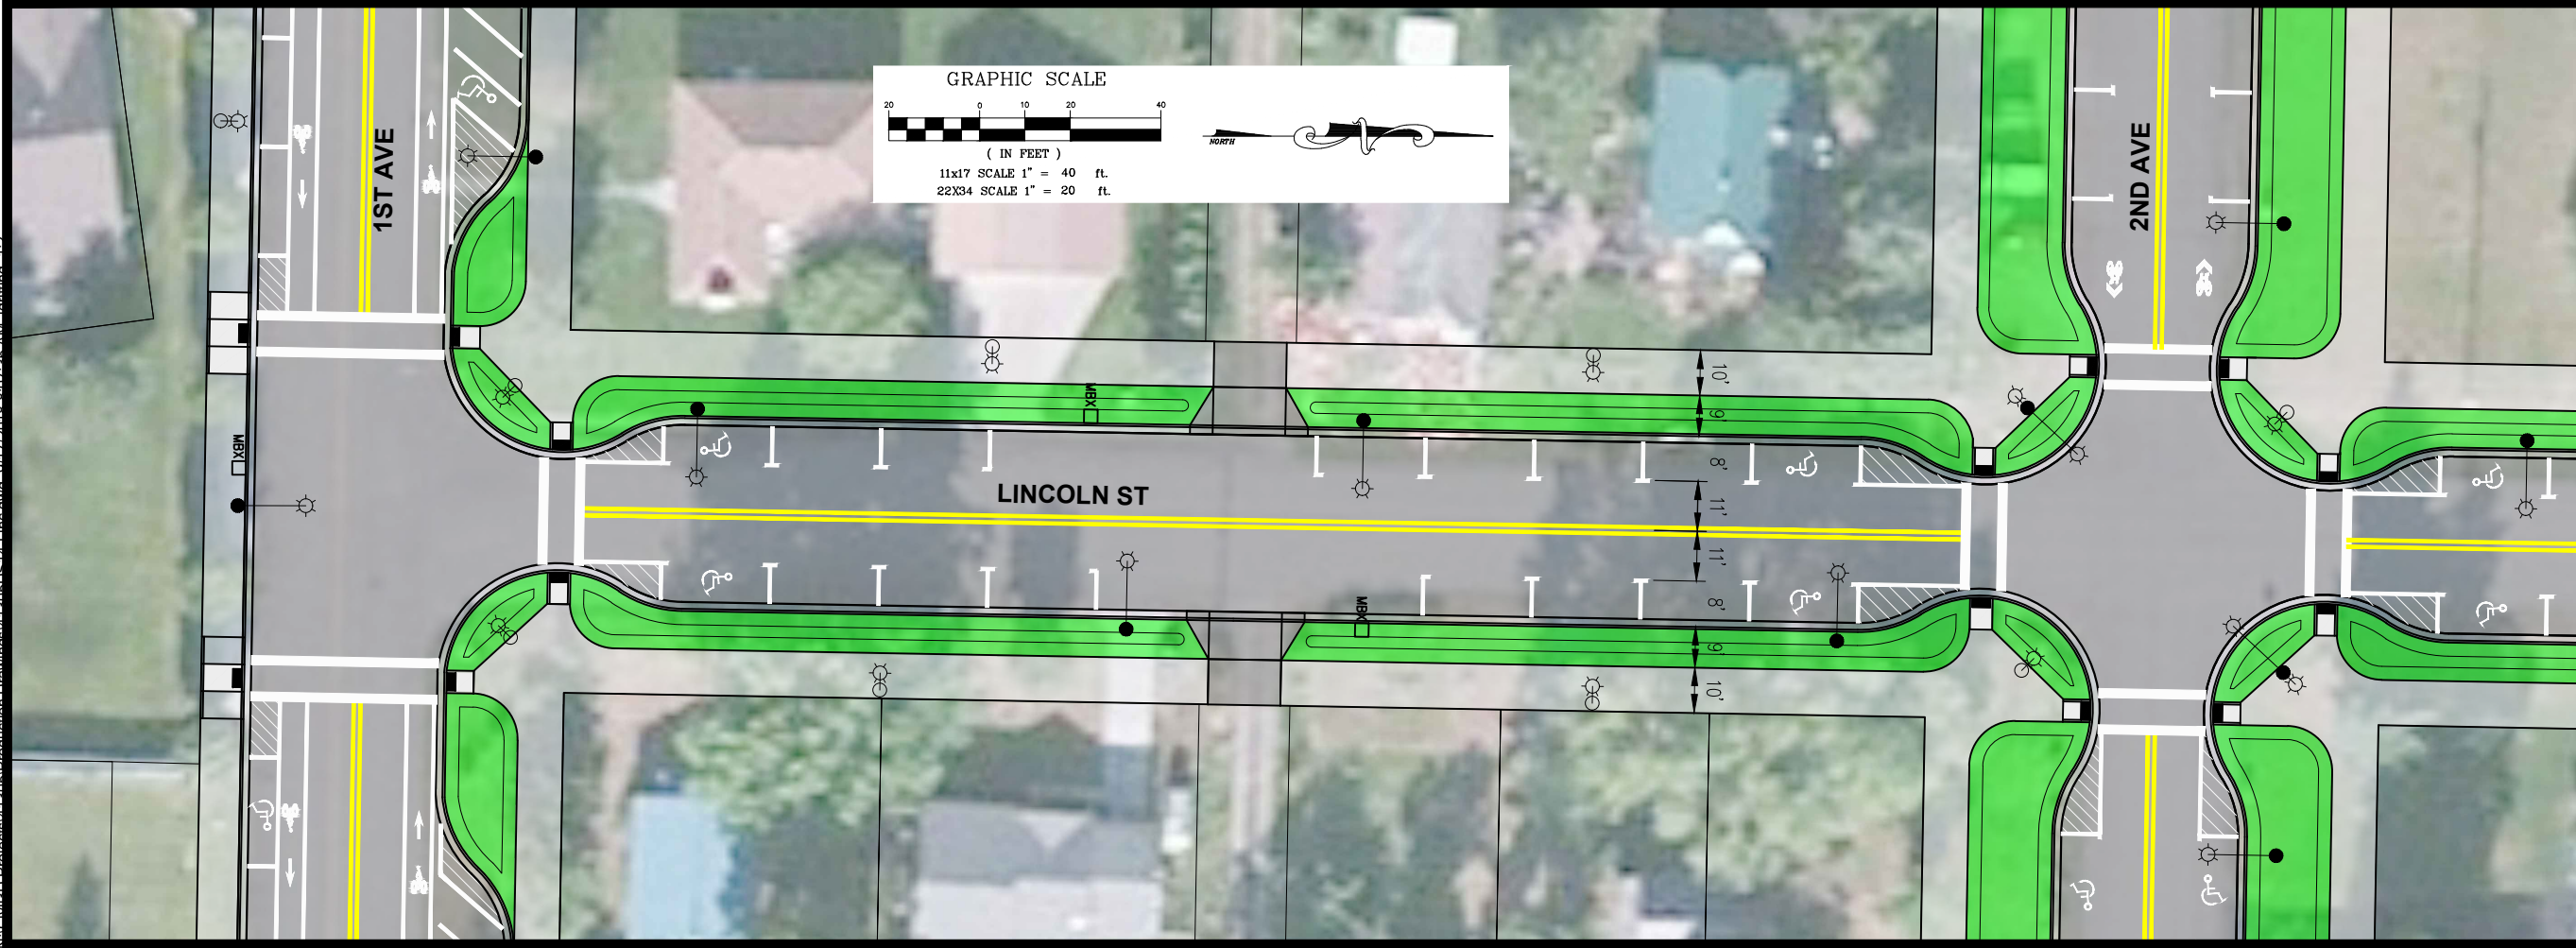 GRAPHIC SCALE
20 0 10 20 40
( IN FEET )
11x17 SCALE 1" = 40 ft.
22X34 SCALE 1" = 20 ft.
NORTH
1ST AVE
2ND AVE
MBX
MBX
LINCOLN ST
MBX
10'
9'
8'
11'
11'
8'
9'
10'